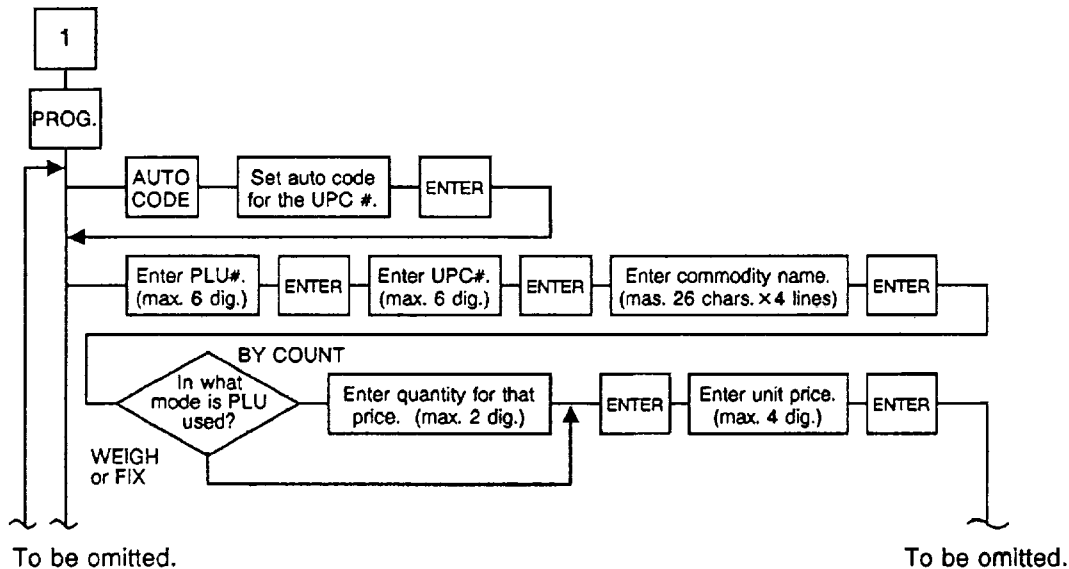 1
PROG.
AUTO
CODE
Set auto code
for the UPC #.
ENTER
Enter PLU#.
(max. 6 dig.)
ENTER
Enter UPC#.
(max. 6 dig.)
ENTER
Enter commodity name.
(mas. 26 chars. ×4 lines)
ENTER
BY COUNT
In what
mode is PLU
used?
Enter quantity for that
price. (max. 2 dig.)
ENTER
Enter unit price.
(max. 4 dig.)
ENTER
WEIGH
or FIX
To be omitted.
To be omitted.